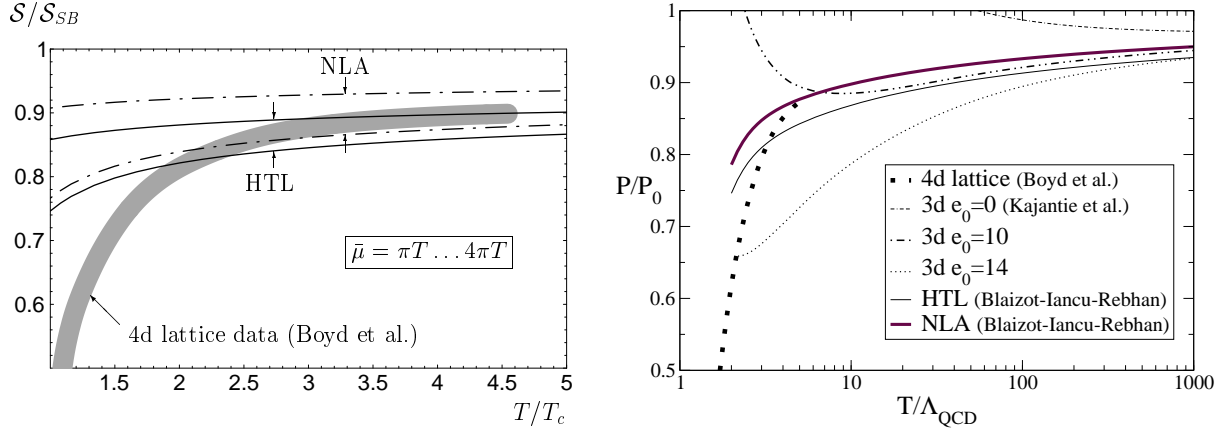 S/S_SB
1
0.9
0.8
0.7
0.6
1.5
2
2.5
3
3.5
4
4.5
5
T/T_c
NLA
HTL
μ̄ = πT … 4πT
4d lattice data (Boyd et al.)
P/P_0
1
0.9
0.8
0.7
0.6
0.5
1
10
100
1000
T/Λ_QCD
4d lattice (Boyd et al.)
3d e_0=0 (Kajantie et al.)
3d e_0=10
3d e_0=14
HTL (Blaizot-Iancu-Rebhan)
NLA (Blaizot-Iancu-Rebhan)